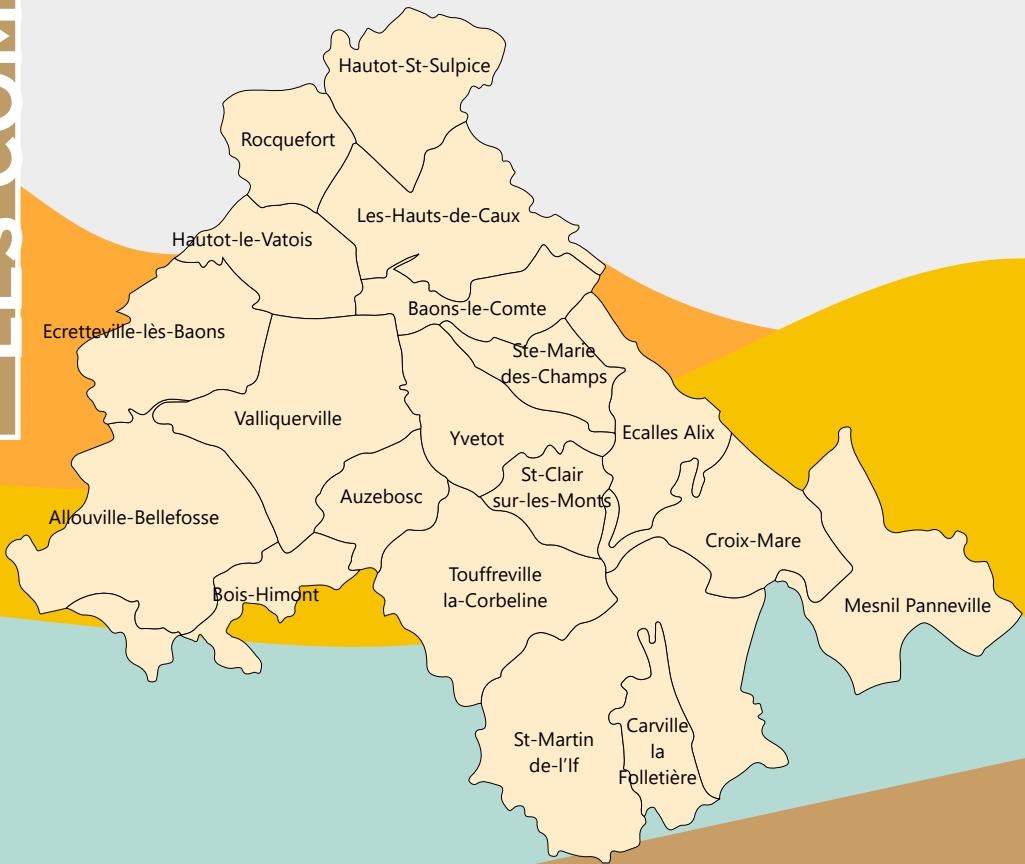 LES COM
Hautot-St-Sulpice
Rocquefort
Les-Hauts-de-Caux
Hautot-le-Vatois
Baons-le-Comte
Ecretteville-lès-Baons
Ste-Marie
des-Champs
Valliquerville
Yvetot
Ecalles Alix
St-Clair
sur-les-Monts
Auzebosc
Allouville-Bellefosse
Croix-Mare
Touffreville
la-Corbeline
Bois-Himont
Mesnil Panneville
St-Martin
de-l'If
Carville
la
Folletière